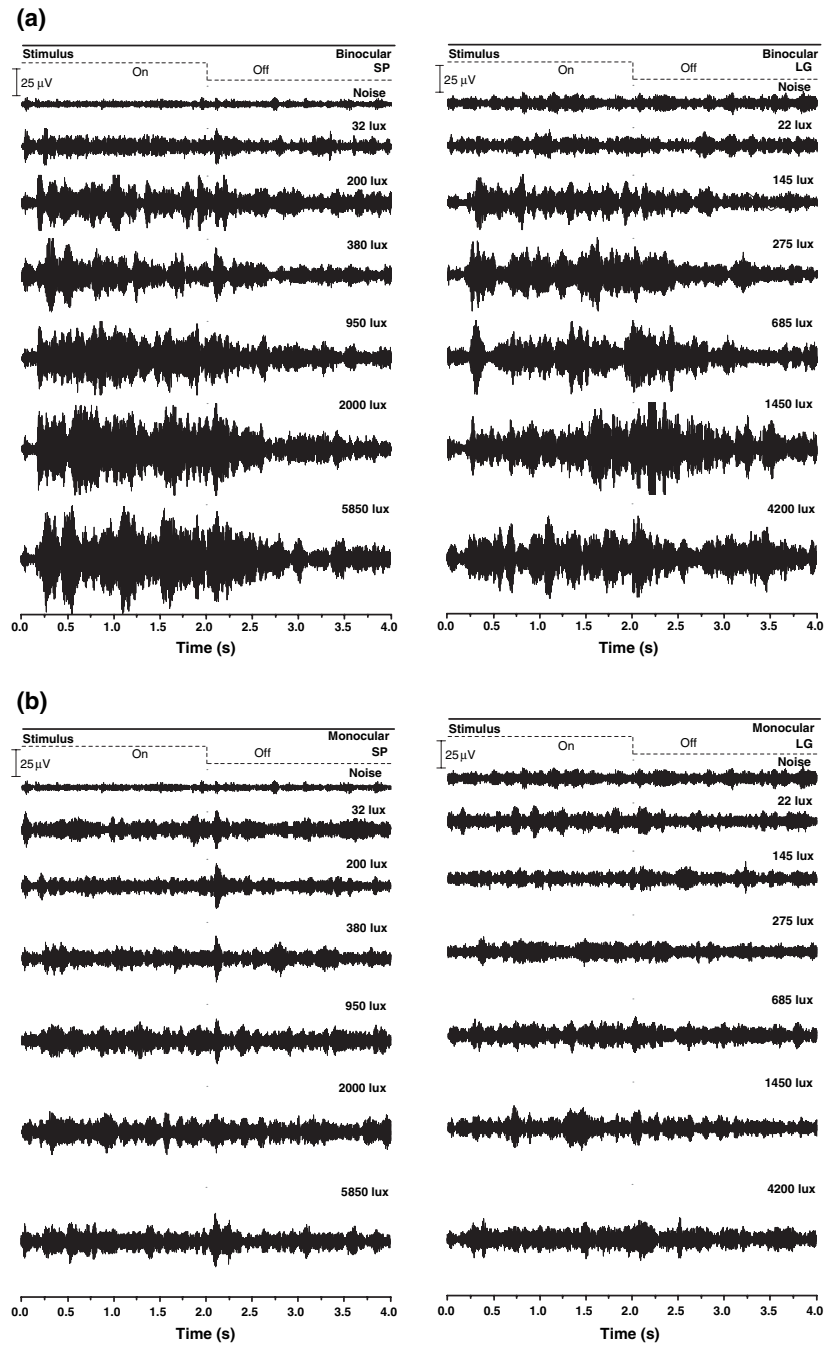 (a)
Stimulus Binocular
On Off SP
25 μV
Noise
32 lux
200 lux
380 lux
950 lux
2000 lux
5850 lux
0.0 0.5 1.0 1.5 2.0 2.5 3.0 3.5 4.0
Time (s)
Stimulus Binocular
On Off LG
25 μV
Noise
22 lux
145 lux
275 lux
685 lux
1450 lux
4200 lux
0.0 0.5 1.0 1.5 2.0 2.5 3.0 3.5 4.0
Time (s)
(b)
Stimulus Monocular
On Off SP
25 μV
Noise
32 lux
200 lux
380 lux
950 lux
2000 lux
5850 lux
0.0 0.5 1.0 1.5 2.0 2.5 3.0 3.5 4.0
Time (s)
Stimulus Monocular
On Off LG
25 μV
Noise
22 lux
145 lux
275 lux
685 lux
1450 lux
4200 lux
0.0 0.5 1.0 1.5 2.0 2.5 3.0 3.5 4.0
Time (s)